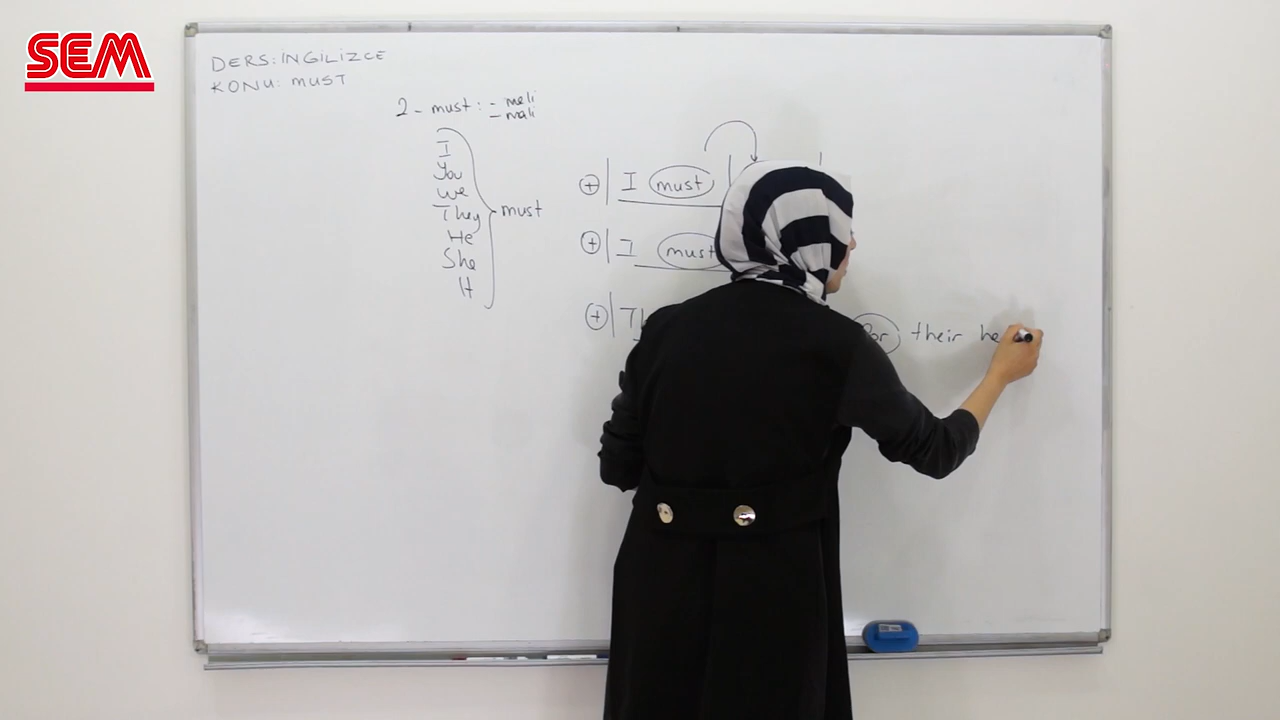 SEM
DERS: İNGİLİZCE
KONU: MUST
2 - must : - meli
- malı
I
You
We
They
He
She
It
must
+ I must
+ I must
+ for their